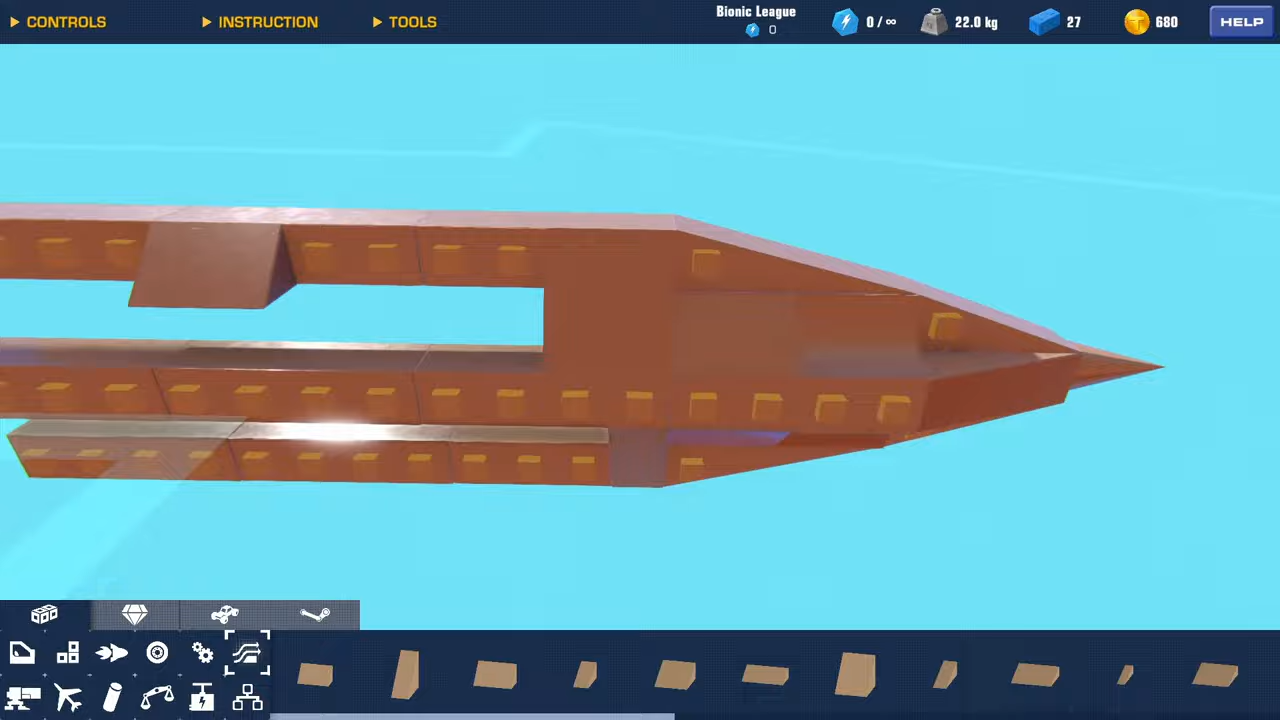 CONTROLS
INSTRUCTION
TOOLS
Bionic League
0
0 / ∞
22.0 kg
27
680
HELP